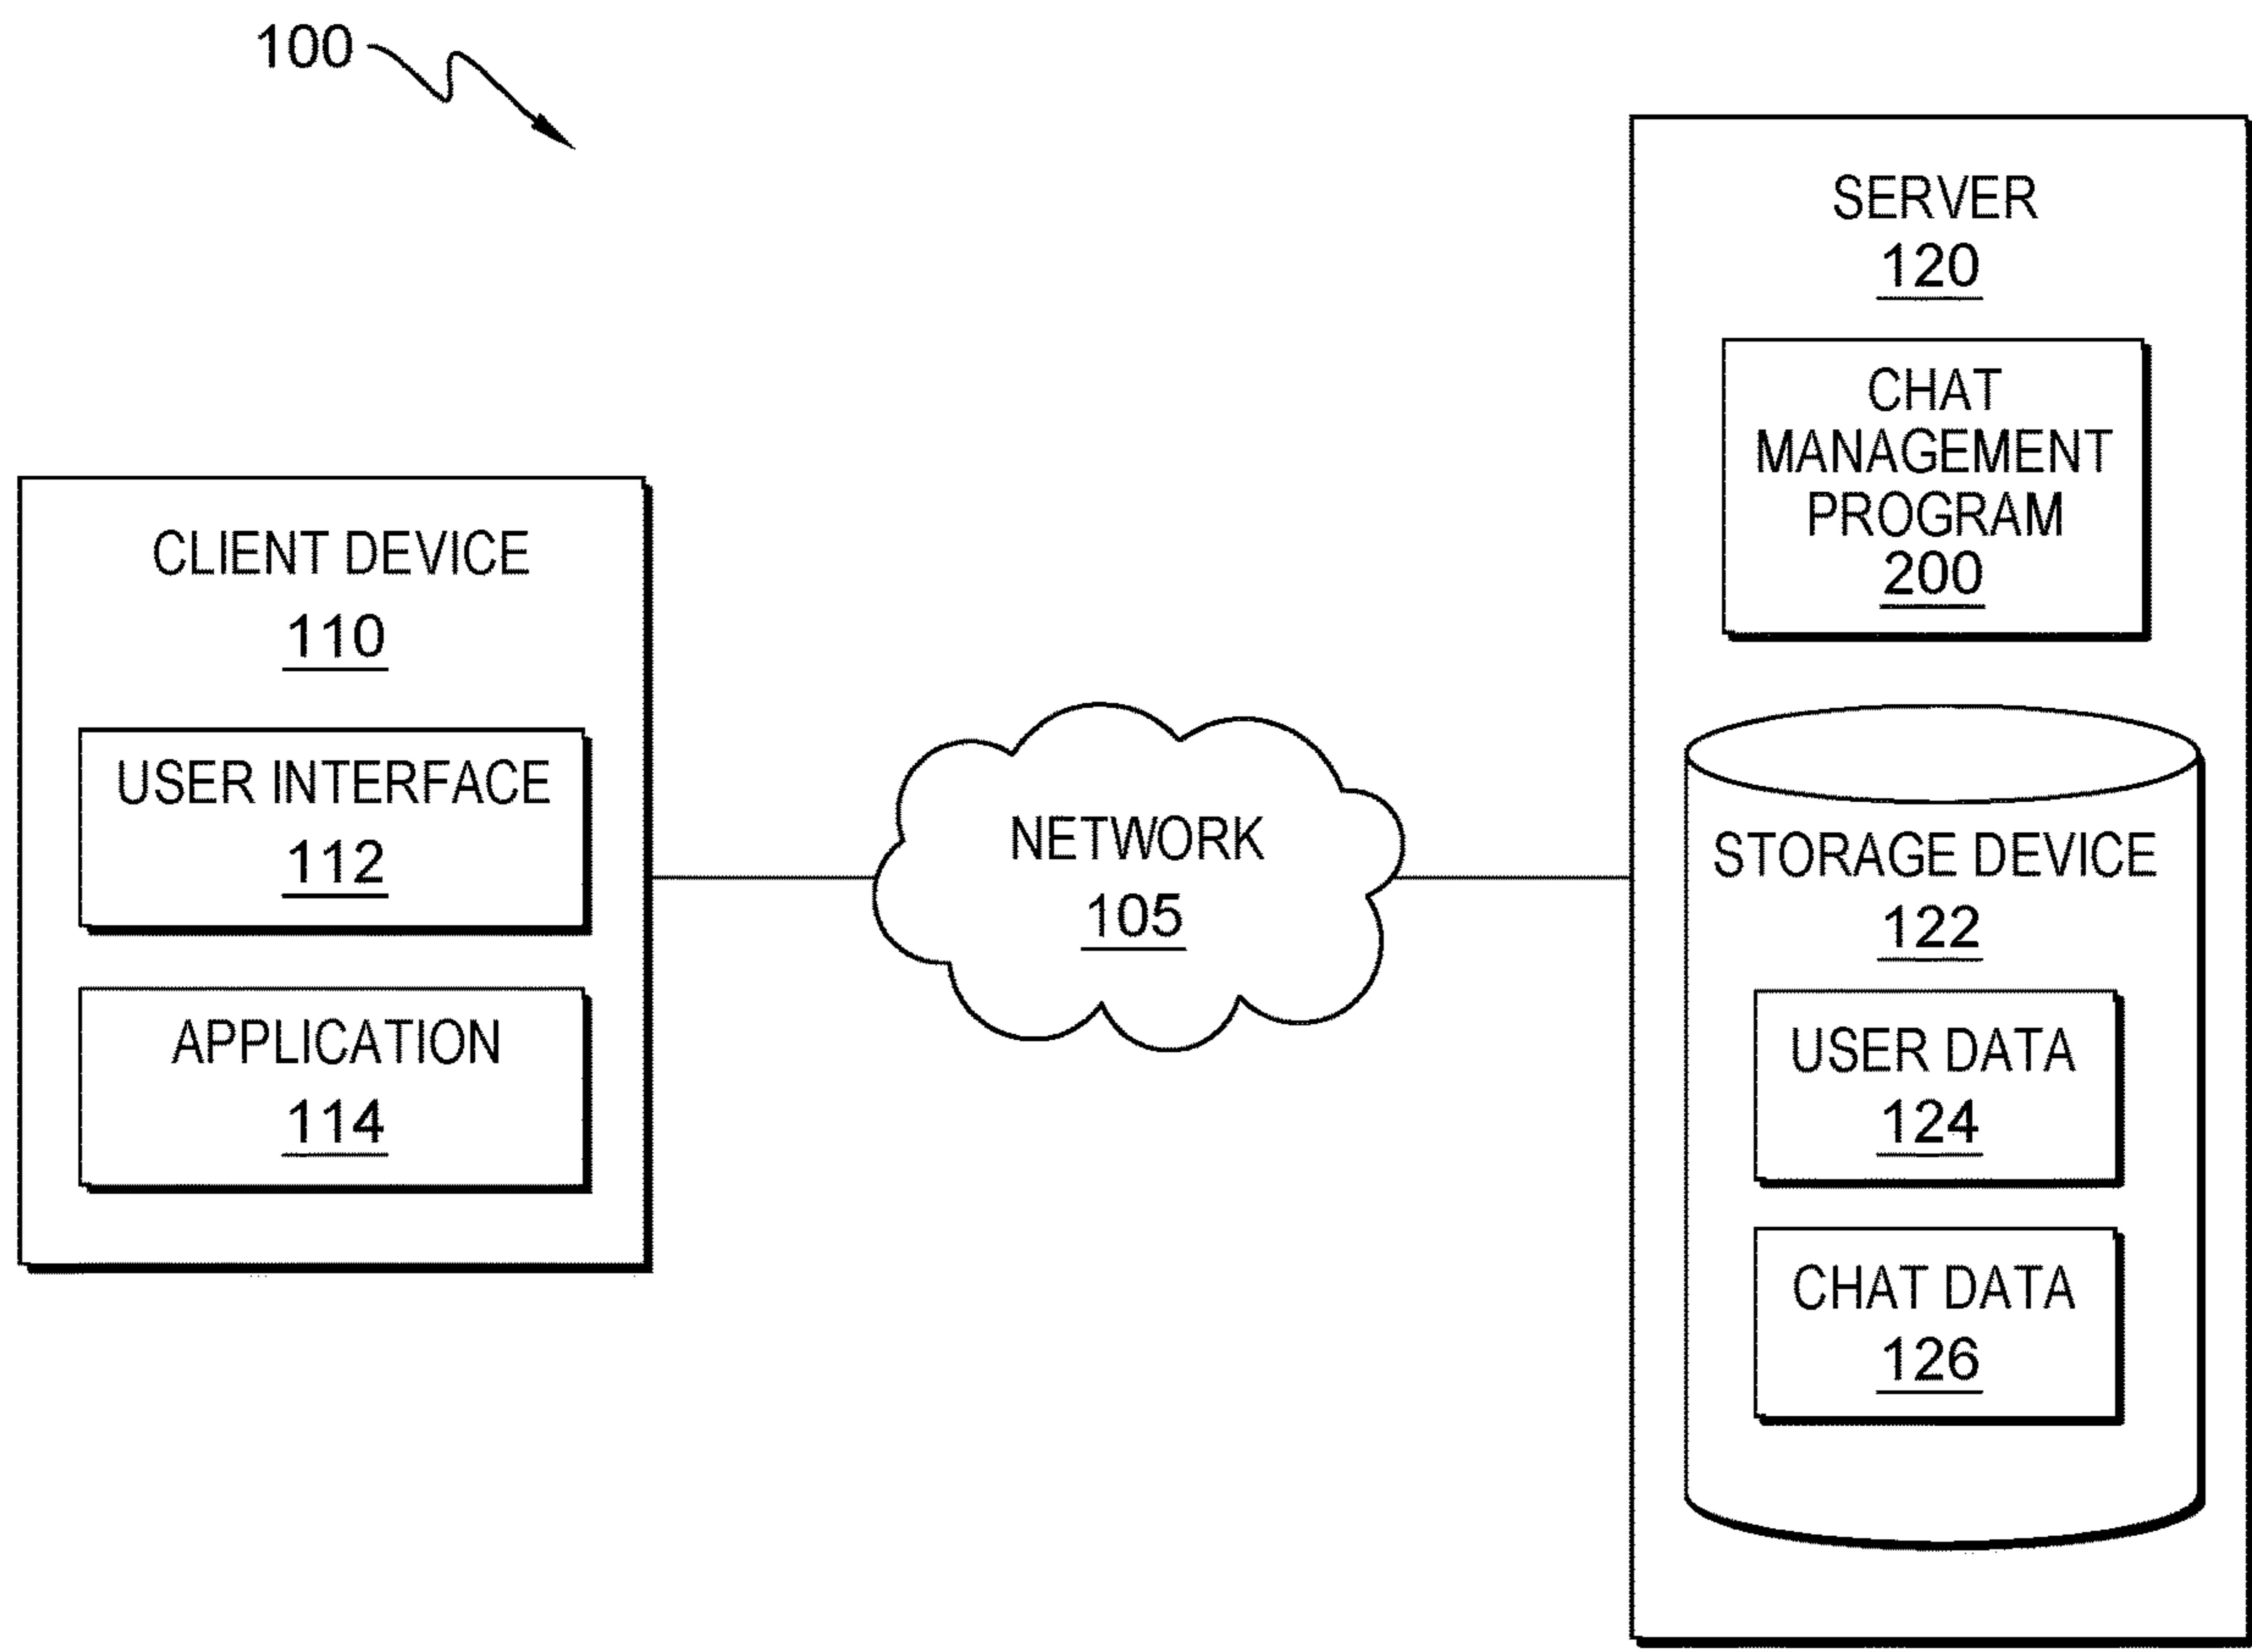 100
CLIENT DEVICE
110
USER INTERFACE
112
APPLICATION
114
NETWORK
105
SERVER
120
CHAT
MANAGEMENT
PROGRAM
200
STORAGE DEVICE
122
USER DATA
124
CHAT DATA
126